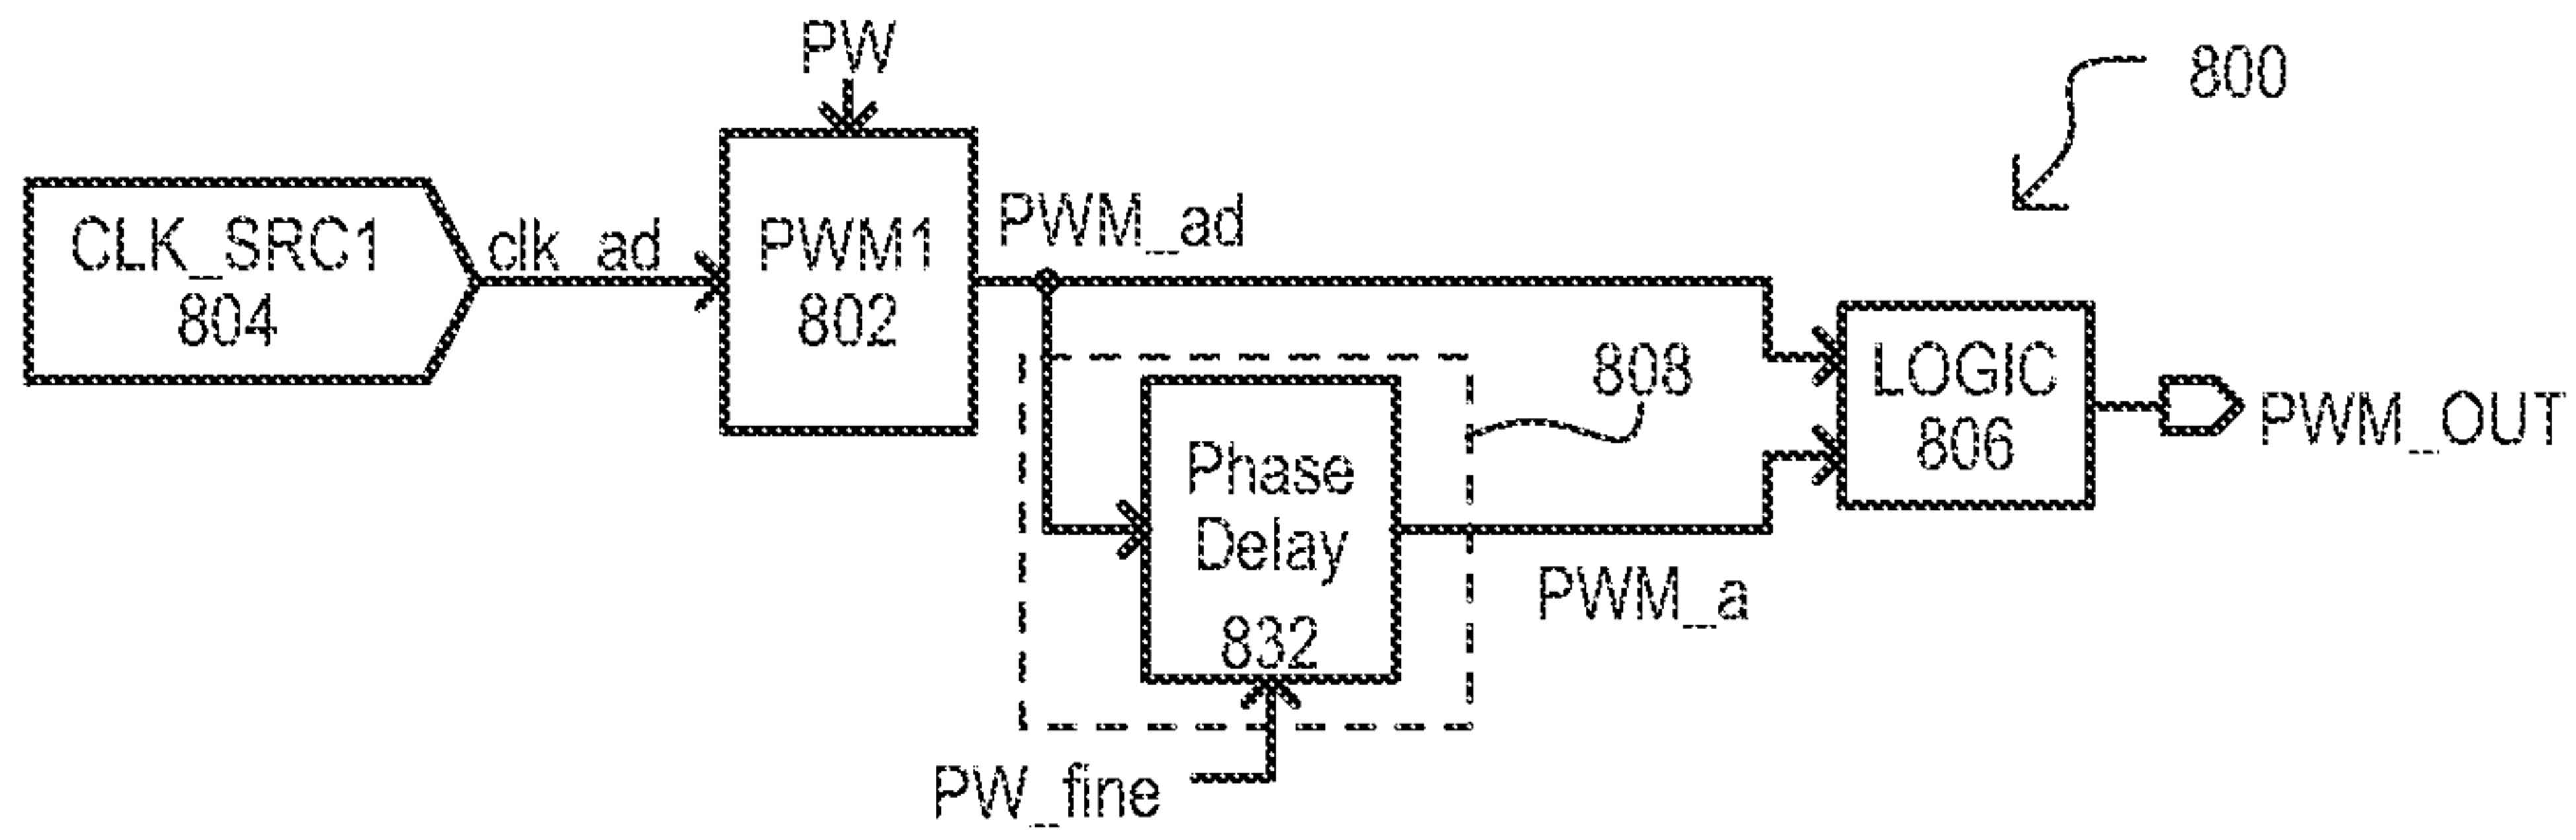 PW
800
CLK_SRC1
804
clk_ad
PWM1
802
PWM_ad
808
LOGIC
806
PWM_OUT
Phase
Delay
832
PWM_a
PW_fine